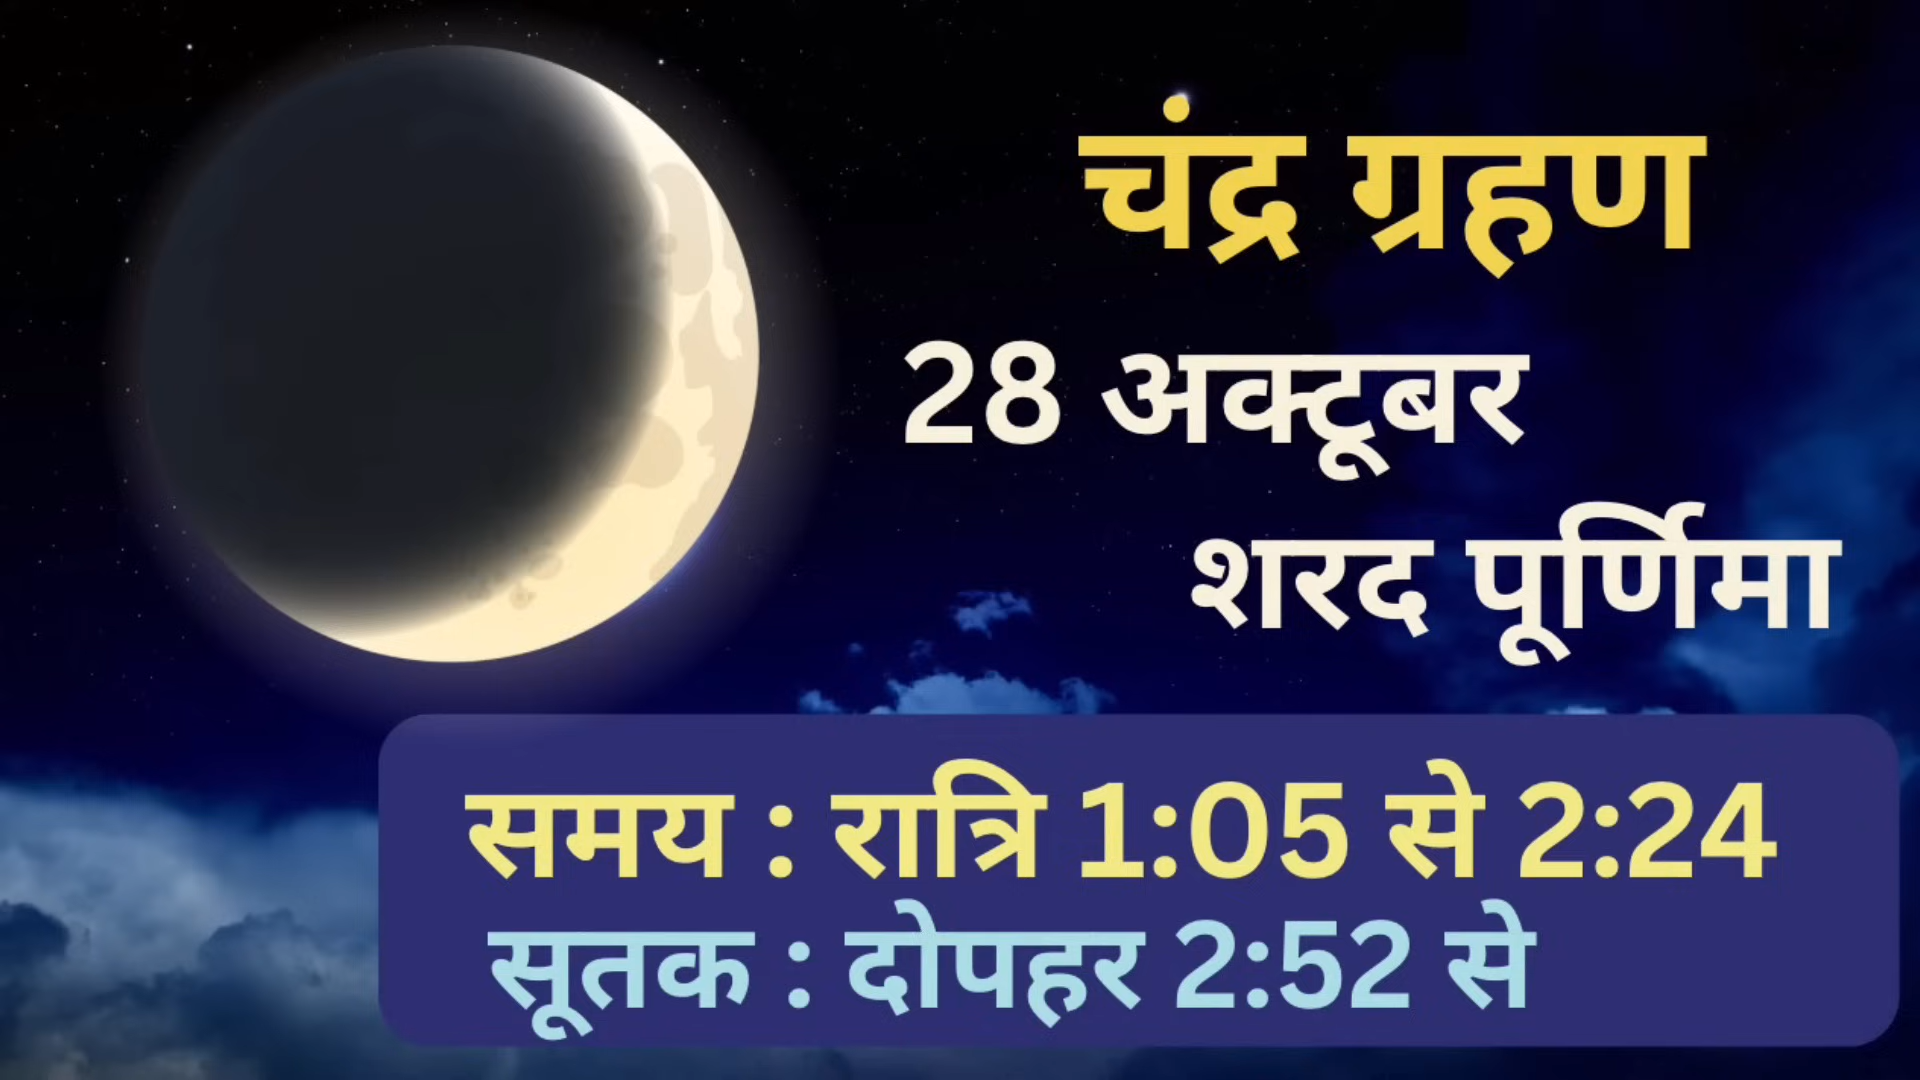 चंद्र ग्रहण
28 अक्टूबर
शरद पूर्णिमा
समय : रात्रि 1:05 से 2:24
सूतक : दोपहर 2:52 से